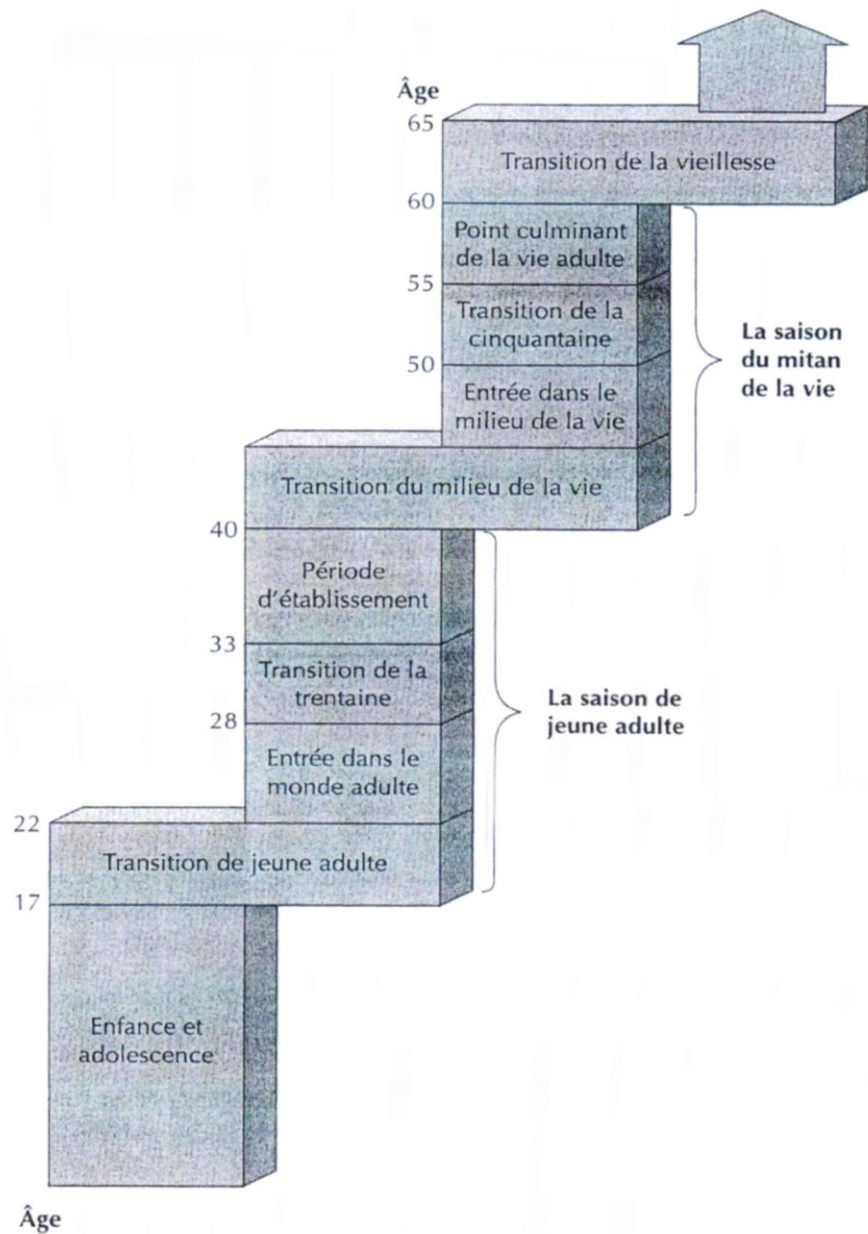 Âge
65
Transition de la vieillesse
60
Point culminant
de la vie adulte
55
Transition de la
cinquantaine
50
Entrée dans le
milieu de la vie
La saison
du mitan
de la vie
Transition du milieu de la vie
40
Période
d'établissement
33
Transition de la
trentaine
28
Entrée dans le
monde adulte
La saison de
jeune adulte
22
Transition de jeune adulte
17
Enfance et
adolescence
Âge